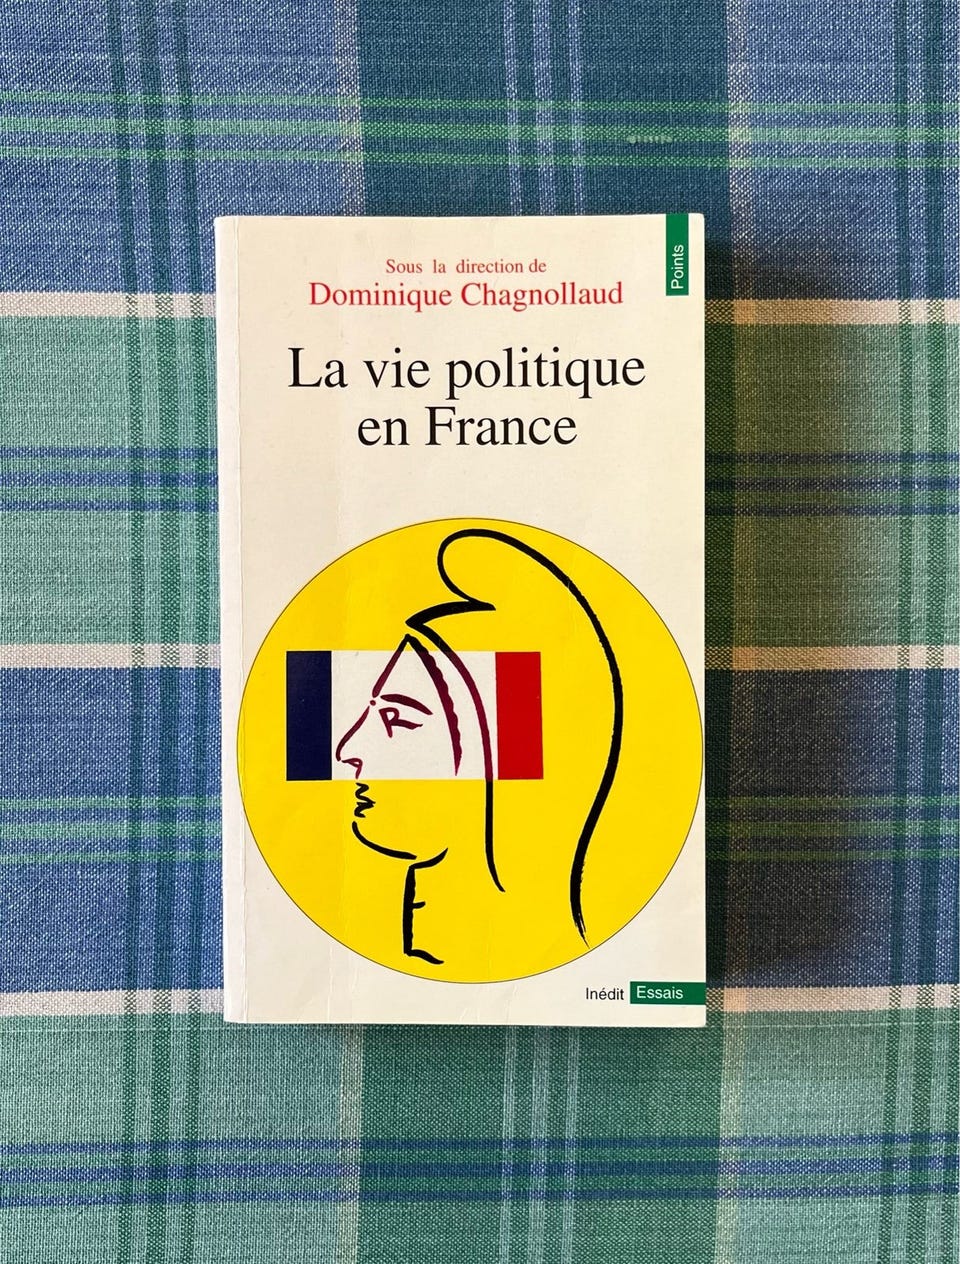 Points
Sous la direction de
Dominique Chagnollaud
La vie politique
en France
Inédit Essais